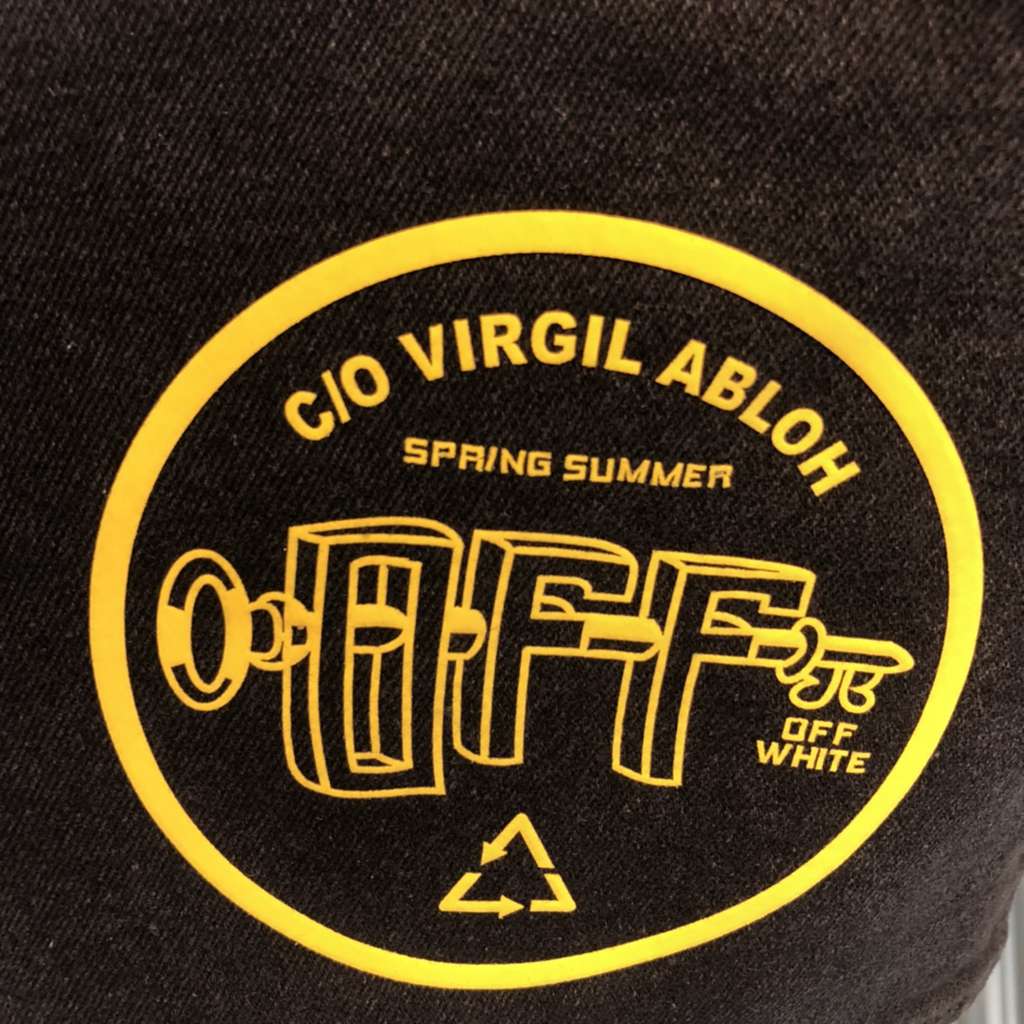 C/O VIRGIL ABLOH
SPRING SUMMER
OFF
OFF
WHITE